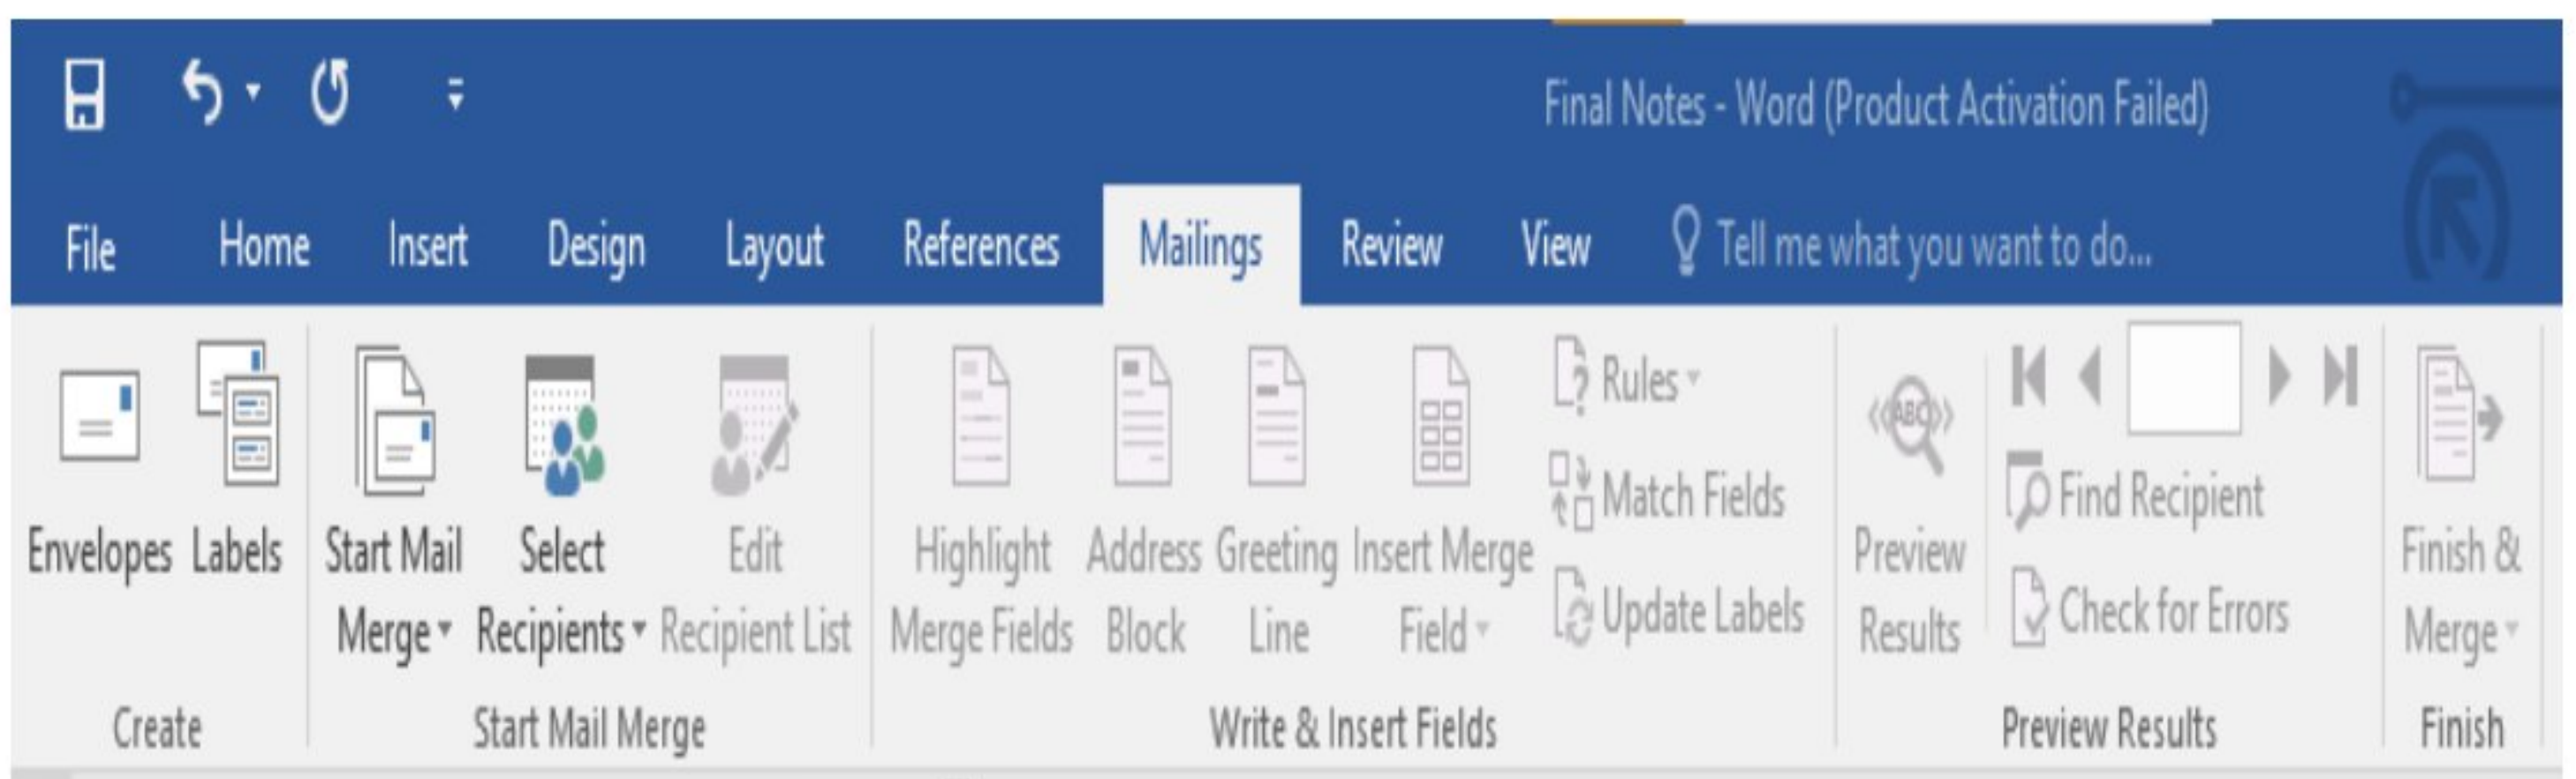 Final Notes - Word (Product Activation Failed)
File Home Insert Design Layout References Mailings Review View Tell me what you want to do...
Envelopes Labels
Start Mail Merge
Select Recipients
Edit Recipient List
Highlight Merge Fields
Address Block
Greeting Line
Insert Merge Field
Rules
Match Fields
Update Labels
ABC
Preview Results
Find Recipient
Check for Errors
Finish & Merge
Create Start Mail Merge Write & Insert Fields Preview Results Finish